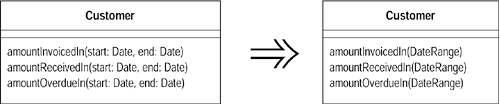 Customer
amountInvoicedIn(start: Date, end: Date)
amountReceivedIn(start: Date, end: Date)
amountOverdueIn(start: Date, end: Date)
Customer
amountInvoicedIn(DateRange)
amountReceivedIn(DateRange)
amountOverdueIn(DateRange)